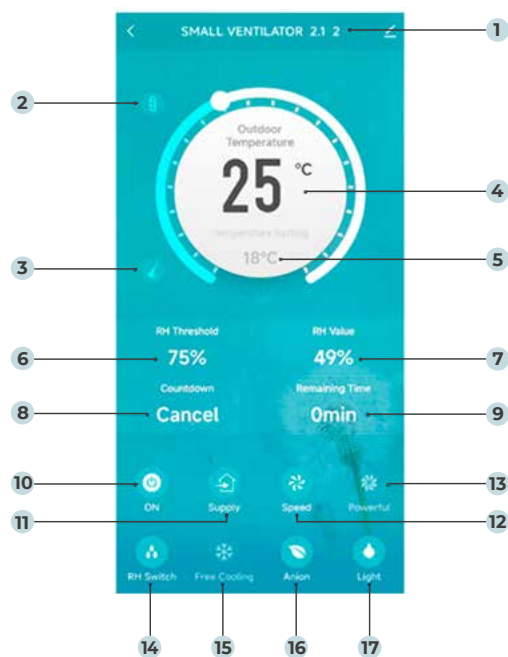 SMALL VENTILATOR 2.1 2
1
2
Outdoor
Temperature
25 °C
4
Temperature Setting
3
18°C
5
RH Threshold
RH Value
6
75%
49%
7
Countdown
Remaining Time
8
Cancel
0min
9
10
13
ON
Supply
Speed
Powerful
11
12
RH Switch
Free Cooling
Anion
Light
14
15
16
17